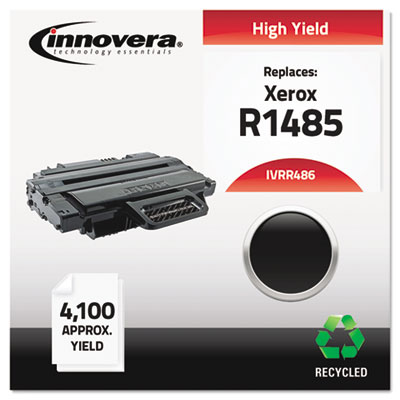 innovera
technology essentials
High Yield
Replaces:
Xerox
R1485
IVRR486
4,100
APPROX.
YIELD
RECYCLED